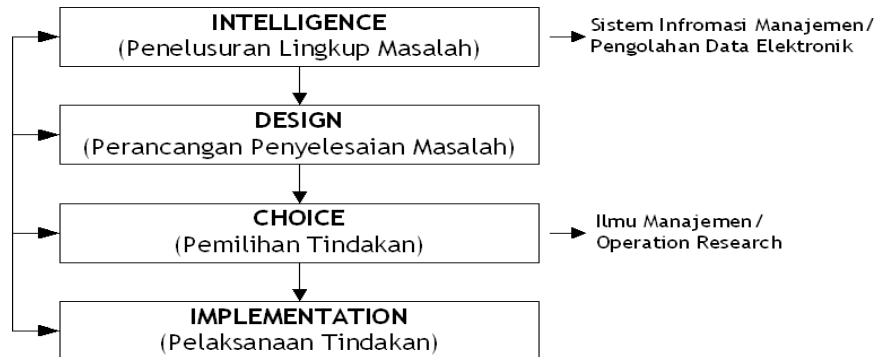 INTELLIGENCE
(Penelusuran Lingkup Masalah)
Sistem Infromasi Manajemen/
Pengolahan Data Elektronik
DESIGN
(Perancangan Penyelesaian Masalah)
CHOICE
(Pemilihan Tindakan)
Ilmu Manajemen/
Operation Research
IMPLEMENTATION
(Pelaksanaan Tindakan)